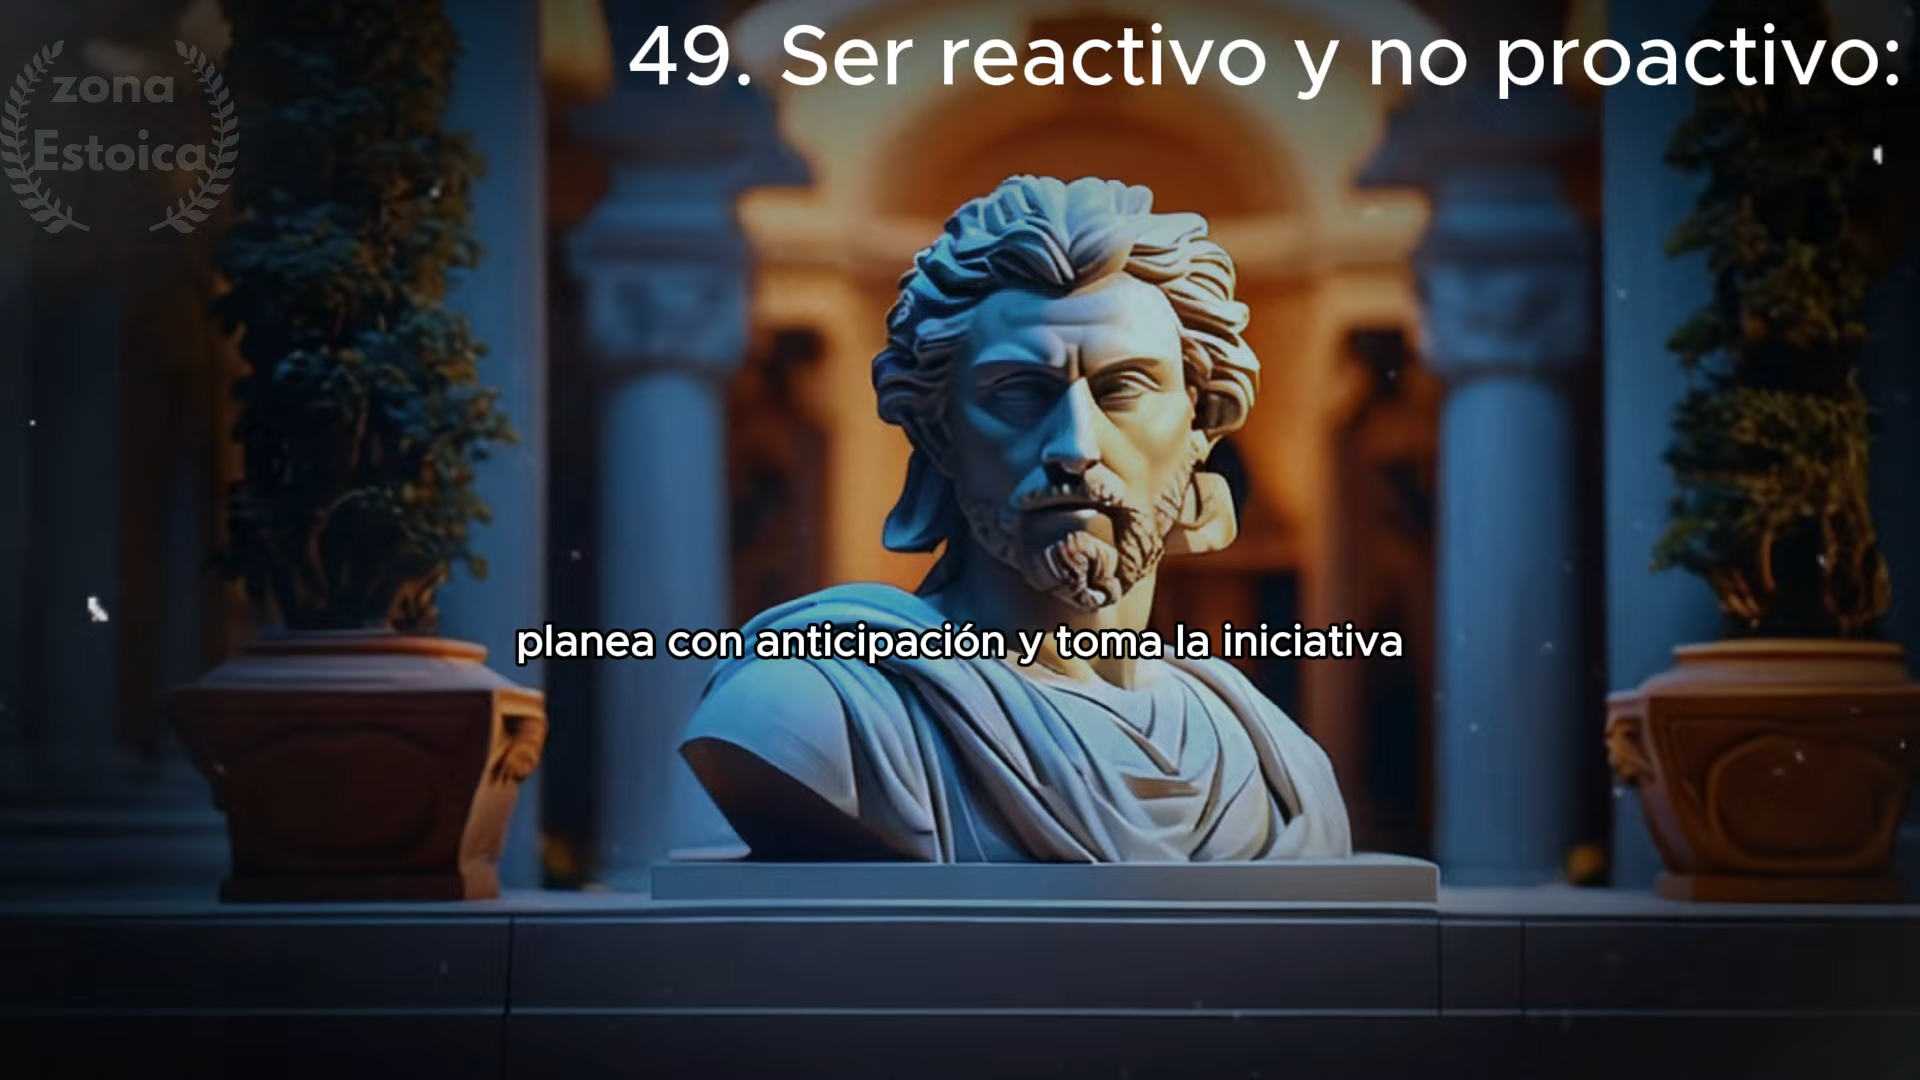 49. Ser reactivo y no proactivo:
zona
Estoica
planea con anticipación y toma la iniciativa